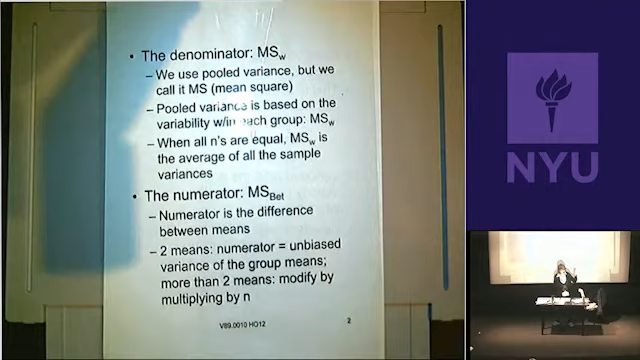 • The denominator: MSw
– We use pooled variance, but we
call it MS (mean square)
– Pooled variance is based on the
variability w/in each group: MSw
– When all n's are equal, MSw is
the average of all the sample
variances
• The numerator: MSBet
– Numerator is the difference
between means
– 2 means: numerator = unbiased
variance of the group means;
more than 2 means: modify by
multiplying by n
V89.0010 HO12
2
NYU